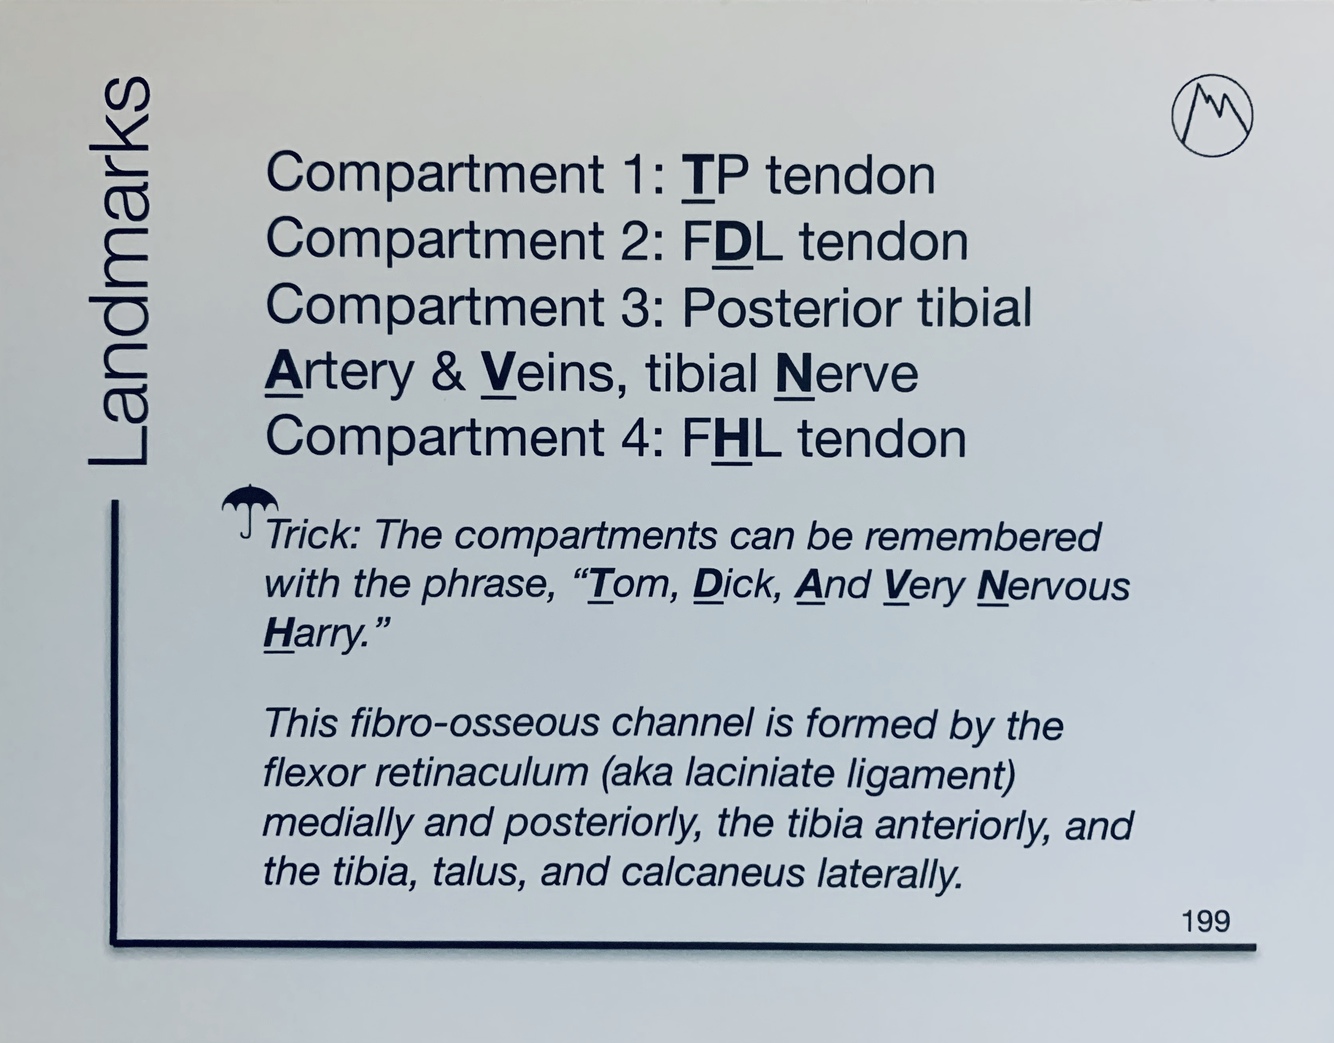 Landmarks
Compartment 1: TP tendon
Compartment 2: FDL tendon
Compartment 3: Posterior tibial
Artery & Veins, tibial Nerve
Compartment 4: FHL tendon
Trick: The compartments can be remembered
with the phrase, “Tom, Dick, And Very Nervous
Harry.”
This fibro-osseous channel is formed by the
flexor retinaculum (aka laciniate ligament)
medially and posteriorly, the tibia anteriorly, and
the tibia, talus, and calcaneus laterally.
199